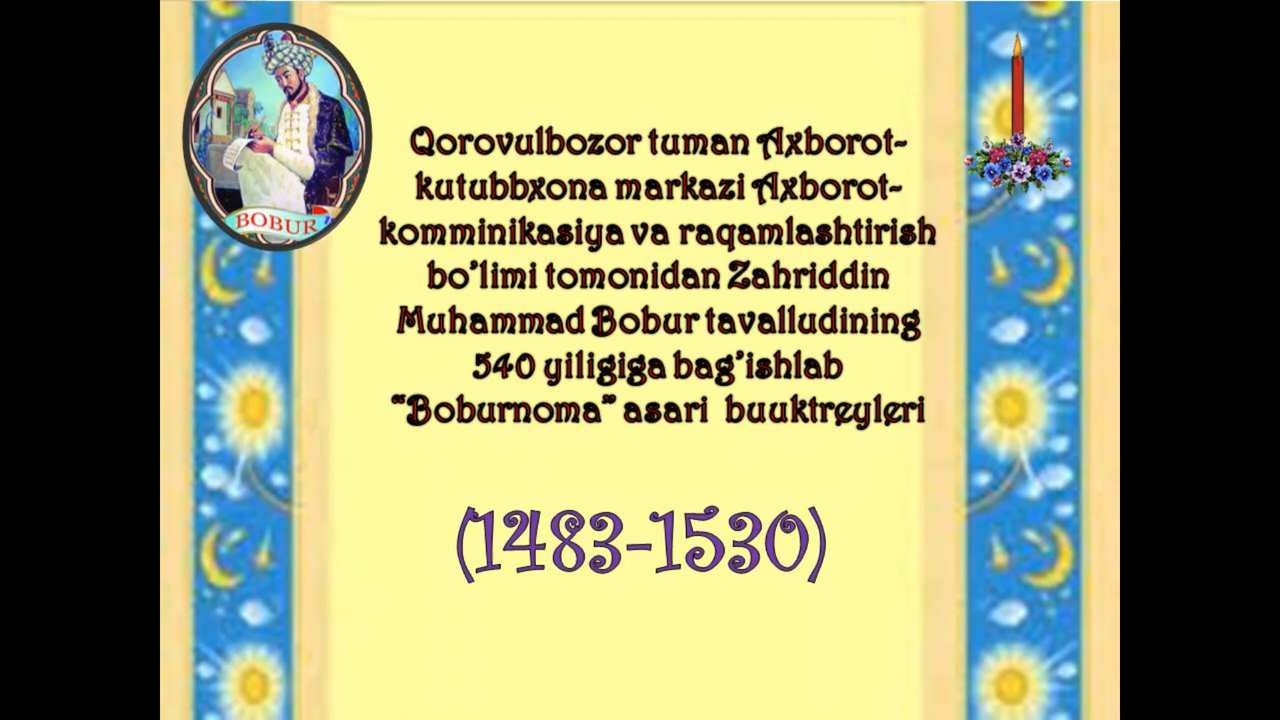 BOBUR
Qorovulbozor tuman Axborot-
kutubbxona markazi Axborot-
komminikasiya va raqamlashtirish
bo’limi tomonidan Zahriddin
Muhammad Bobur tavalludining
540 yiligiga bag’ishlab
“Boburnoma” asari buuktreyleri
(1483-1530)